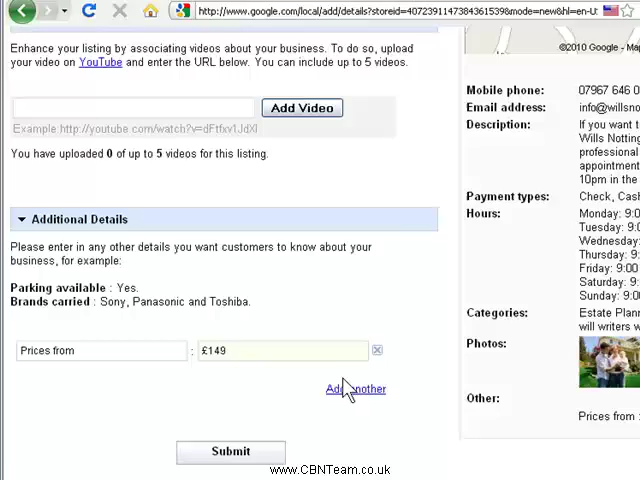 http://www.google.com/local/add/details?storeid=4072391147384361539&mode=new&hl=en-U
Enhance your listing by associating videos about your business. To do so, upload
your video on YouTube and enter the URL below. You can include up to 5 videos.
Add Video
Example http://youtube com/watch?v=dFtfxv1JdXI
You have uploaded 0 of up to 5 videos for this listing.
Additional Details
Please enter in any other details you want customers to know about your
business, for example:
Parking available : Yes.
Brands carried : Sony, Panasonic and Toshiba.
Prices from : £149
Add another
Submit
©2010 Google - Map
Mobile phone: 07967 646 0
Email address: info@willsno
Description: If you want t
Wills Notting
professional
appointment
10pm in the
Payment types: Check, Cash
Hours: Monday: 9:0
Tuesday: 9:0
Wednesday:
Thursday: 9:
Friday: 9:00
Saturday: 9:
Sunday: 9:0
Categories: Estate Plann
will writers w
Photos:
Other:
Prices from :
www.CBNTeam.co.uk